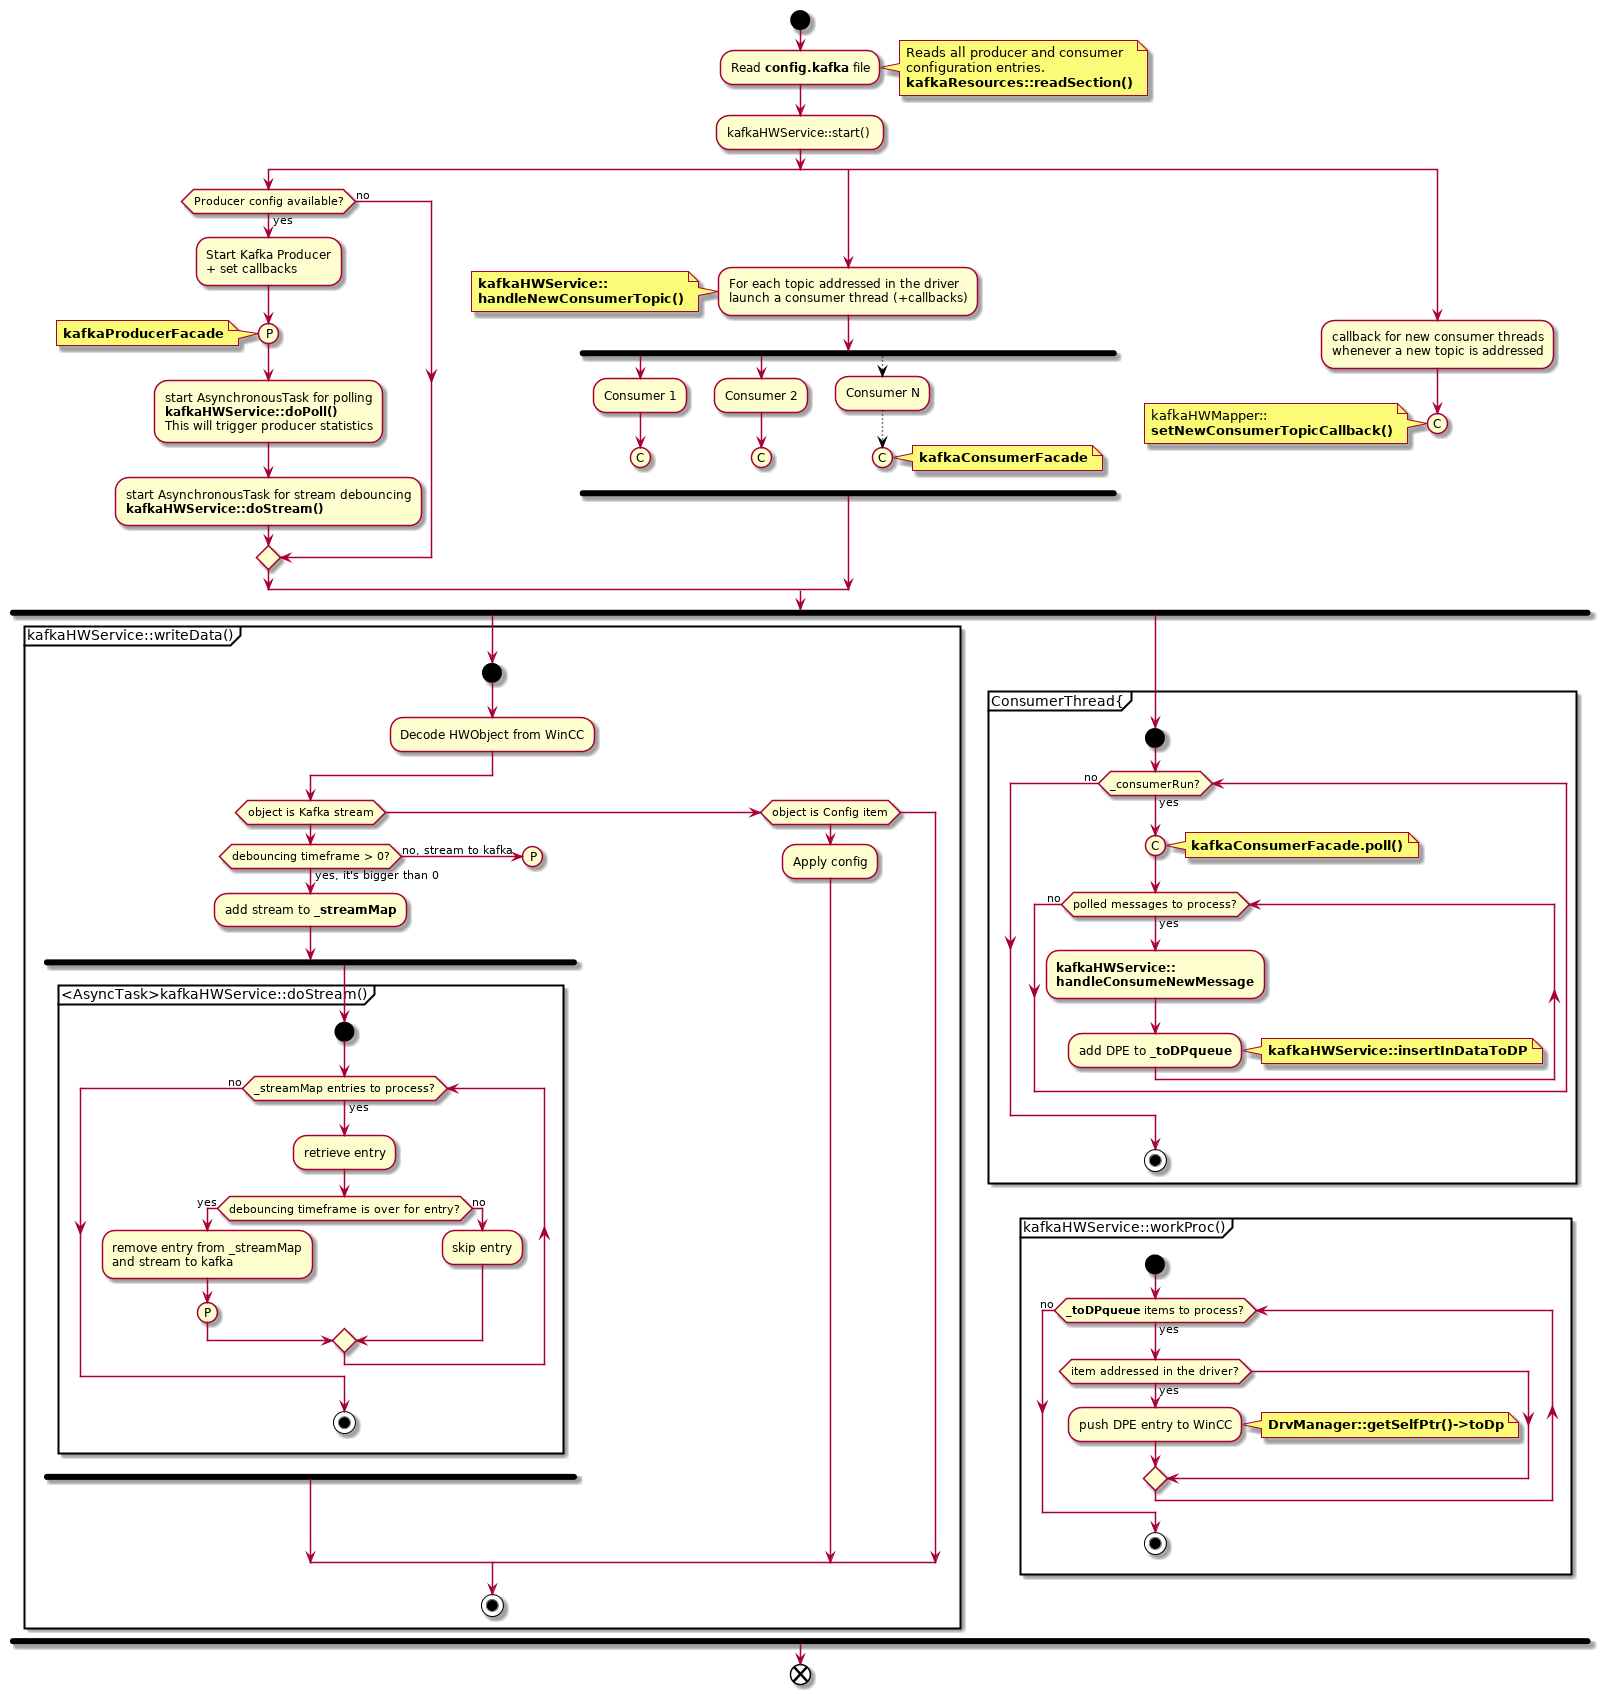 Read config.kafka file
Reads all producer and consumer
configuration entries.
kafkaResources::readSection()
kafkaHWService::start()
Producer config available?
no
yes
Start Kafka Producer
+ set callbacks
kafkaProducerFacade
P
start AsynchronousTask for polling
kafkaHWService::doPoll()
This will trigger producer statistics
start AsynchronousTask for stream debouncing
kafkaHWService::doStream()
kafkaHWService::
handleNewConsumerTopic()
For each topic addressed in the driver
launch a consumer thread (+callbacks)
Consumer 1
Consumer 2
Consumer N
C
C
C
kafkaConsumerFacade
callback for new consumer threads
whenever a new topic is addressed
kafkaHWMapper::
setNewConsumerTopicCallback()
C
kafkaHWService::writeData()
Decode HWObject from WinCC
object is Kafka stream
object is Config item
debouncing timeframe > 0?
no, stream to kafka
P
yes, it's bigger than 0
Apply config
add stream to _streamMap
<AsyncTask>kafkaHWService::doStream()
_streamMap entries to process?
no
yes
retrieve entry
debouncing timeframe is over for entry?
yes
no
remove entry from _streamMap
and stream to kafka
skip entry
P
ConsumerThread{
_consumerRun?
no
yes
C
kafkaConsumerFacade.poll()
polled messages to process?
no
yes
kafkaHWService::
handleConsumeNewMessage
add DPE to _toDPqueue
kafkaHWService::insertInDataToDP
kafkaHWService::workProc()
_toDPqueue items to process?
no
yes
item addressed in the driver?
yes
push DPE entry to WinCC
DrvManager::getSelfPtr()->toDp